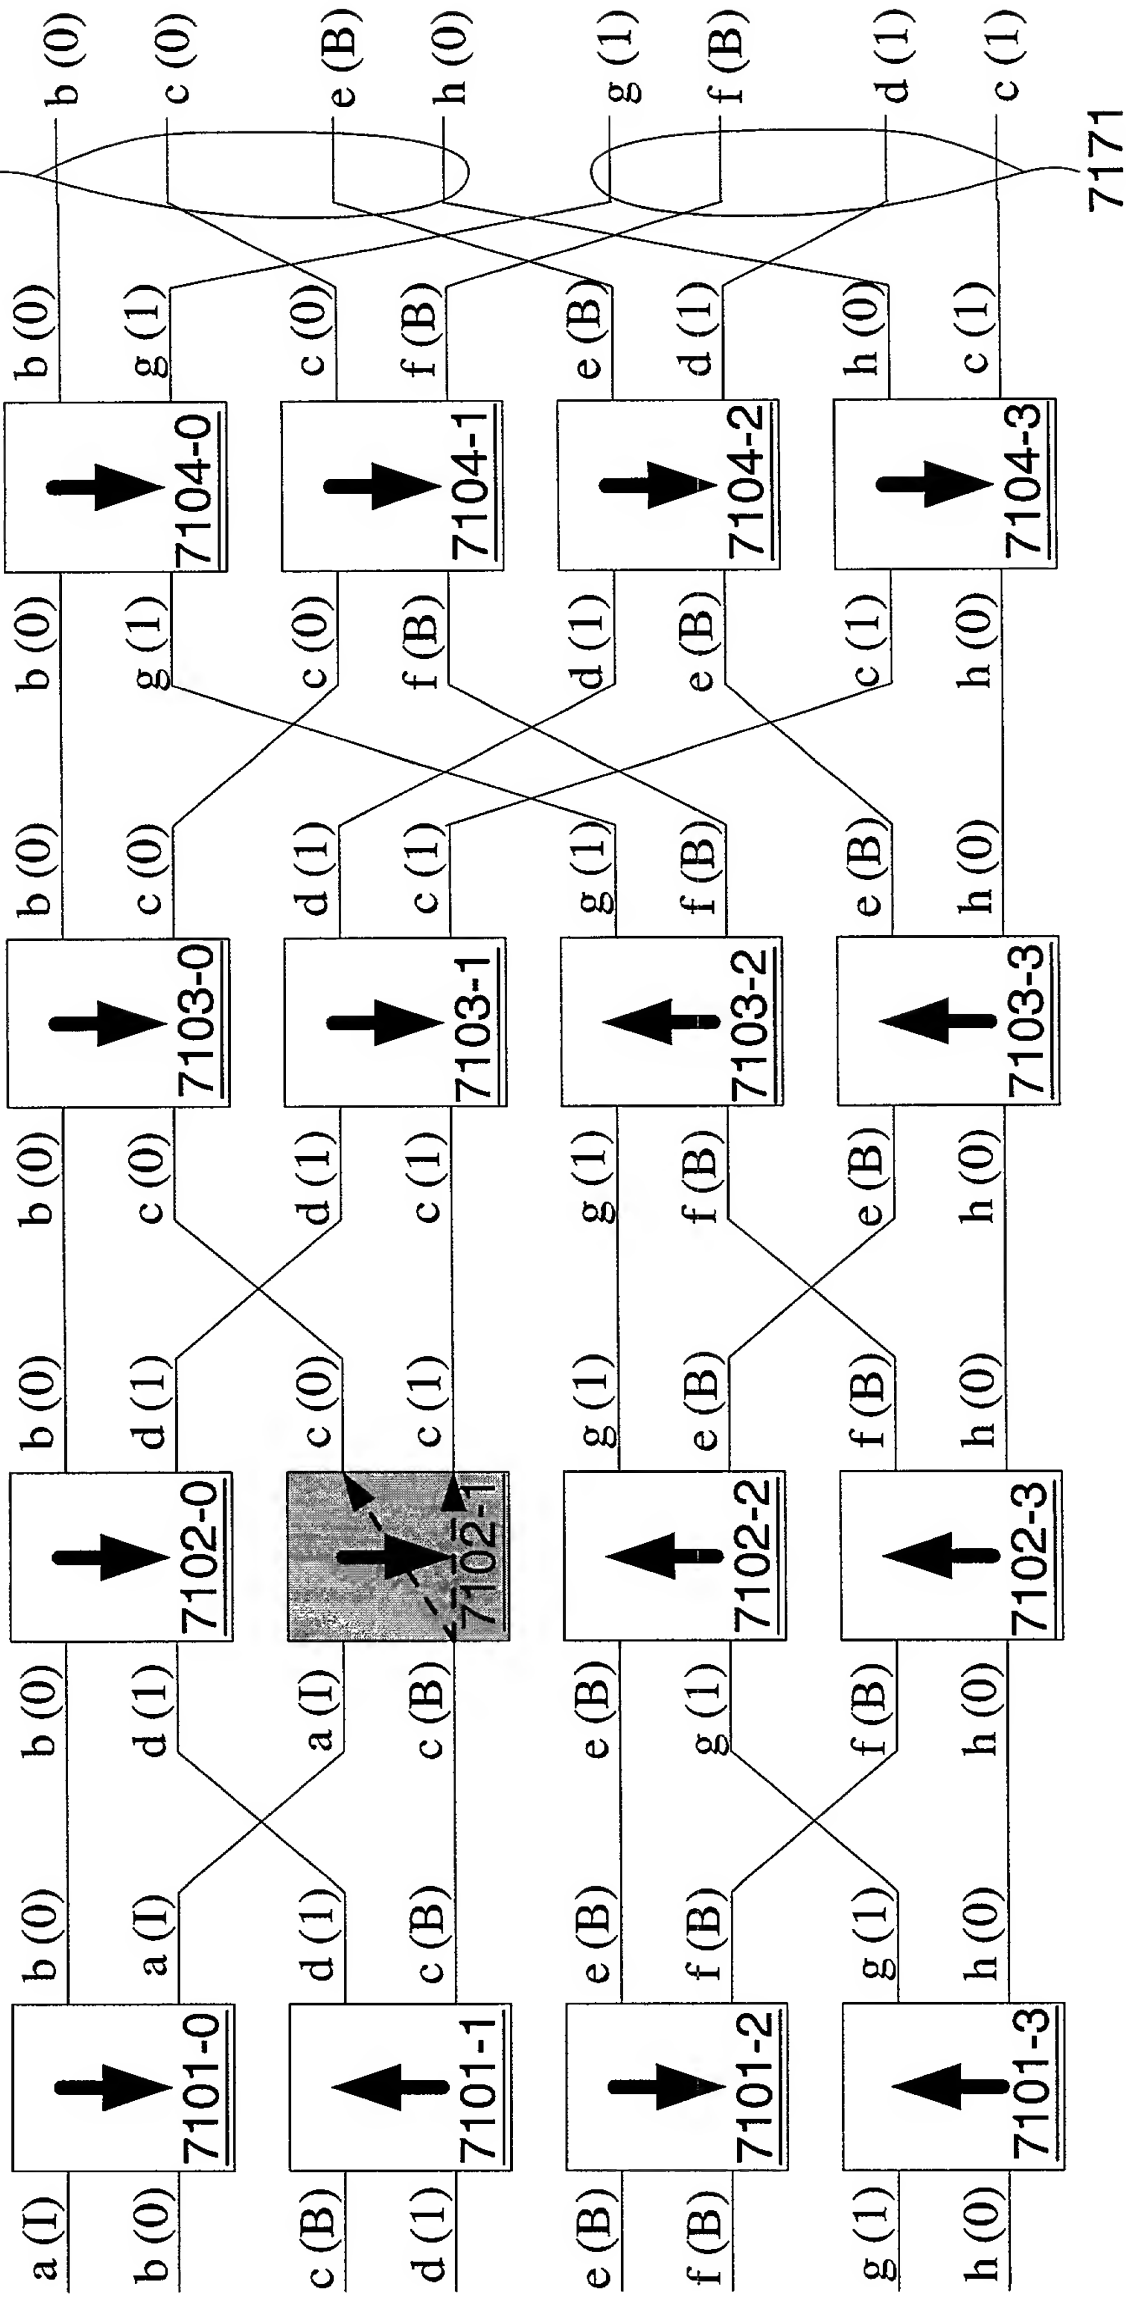 a (I) b (0) b (0) b (0) b (0) b (0) b (0) b (0) b (0)
b (0) a (I) d (1) d (1) c (0) c (0) g (1) g (1) c (0)
7101-0 7102-0 7103-0 7104-0
c (B) d (1) a (I) c (0) d (1) d (1) c (0) c (0) e (B)
d (1) c (B) c (B) c (1) c (1) c (1) f (B) f (B) h (0)
7101-1 7102-1 7103-1 7104-1
e (B) e (B) e (B) g (1) g (1) g (1) d (1) e (B) g (1)
f (B) f (B) g (1) e (B) f (B) f (B) e (B) d (1) f (B)
7101-2 7102-2 7103-2 7104-2
g (1) g (1) f (B) f (B) e (B) e (B) c (1) h (0) d (1)
h (0) h (0) h (0) h (0) h (0) h (0) h (0) c (1) c (1)
7101-3 7102-3 7103-3 7104-3
7171